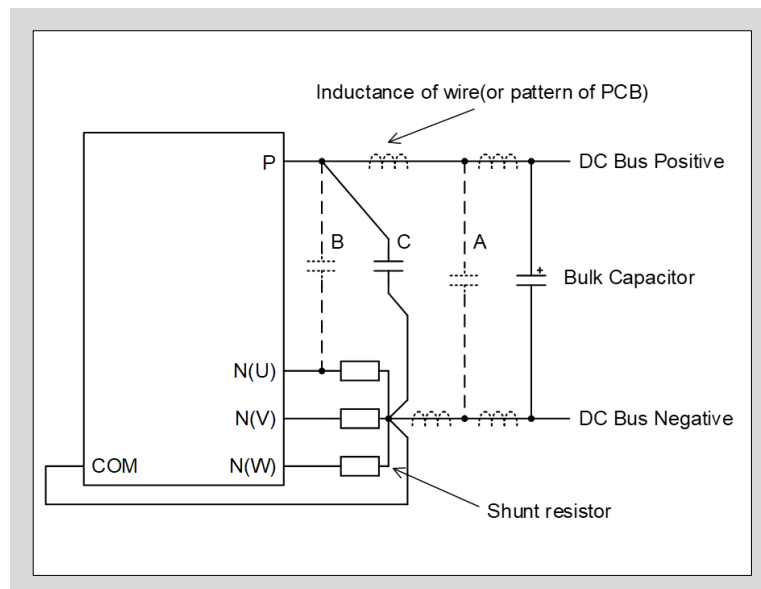 Inductance of wire(or pattern of PCB)
P
DC Bus Positive
B
C
A
+
Bulk Capacitor
N(U)
N(V)
DC Bus Negative
COM
N(W)
Shunt resistor